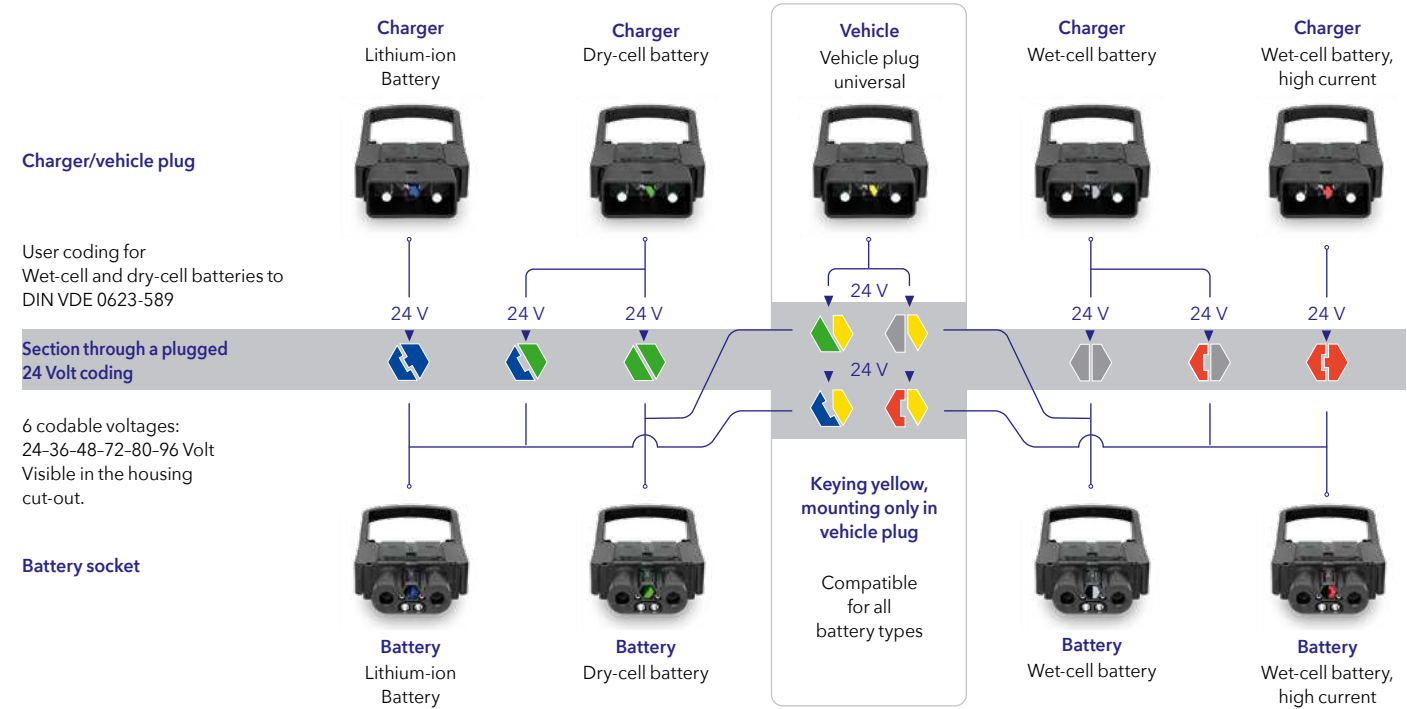 Charger
Lithium-ion
Battery
Charger
Dry-cell battery
Vehicle
Vehicle plug
universal
Charger
Wet-cell battery
Charger
Wet-cell battery,
high current
Charger/vehicle plug
User coding for
Wet-cell and dry-cell batteries to
DIN VDE 0623-589
24 V
24 V
24 V
24 V
24 V
24 V
24 V
Section through a plugged
24 Volt coding
24 V
6 codable voltages:
24–36–48–72–80–96 Volt
Visible in the housing
cut-out.
Keying yellow,
mounting only in
vehicle plug
Battery socket
Compatible
for all
battery types
Battery
Lithium-ion
Battery
Battery
Dry-cell battery
Battery
Wet-cell battery
Battery
Wet-cell battery,
high current